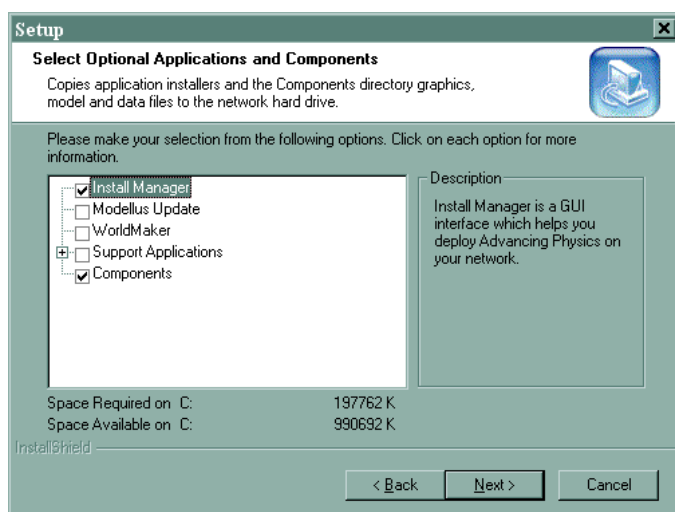 Setup
Select Optional Applications and Components
Copies application installers and the Components directory graphics,
model and data files to the network hard drive.
Please make your selection from the following options. Click on each option for more
information.
Install Manager
Modellus Update
WorldMaker
Support Applications
Components
Description
Install Manager is a GUI
interface which helps you
deploy Advancing Physics on
your network.
Space Required on C: 197762 K
Space Available on C: 990692 K
InstallShield
< Back Next > Cancel